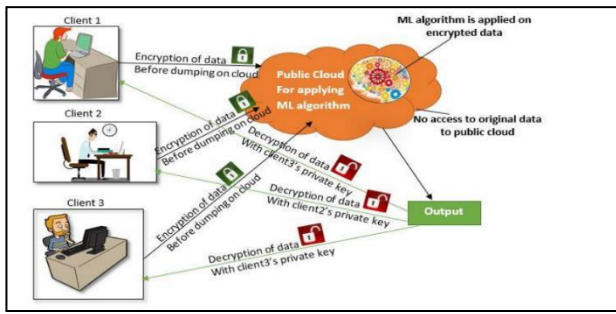 Client 1
Encryption of data
Before dumping on cloud
ML algorithm is applied on
encrypted data
Public Cloud
For applying
ML algorithm
No access to original data
to public cloud
Client 2
Encryption of data
Before dumping on cloud
Decryption of data
With client3's private key
Client 3
Encryption of data
Before dumping on cloud
Decryption of data
With client2's private key
Output
Decryption of data
With client3's private key